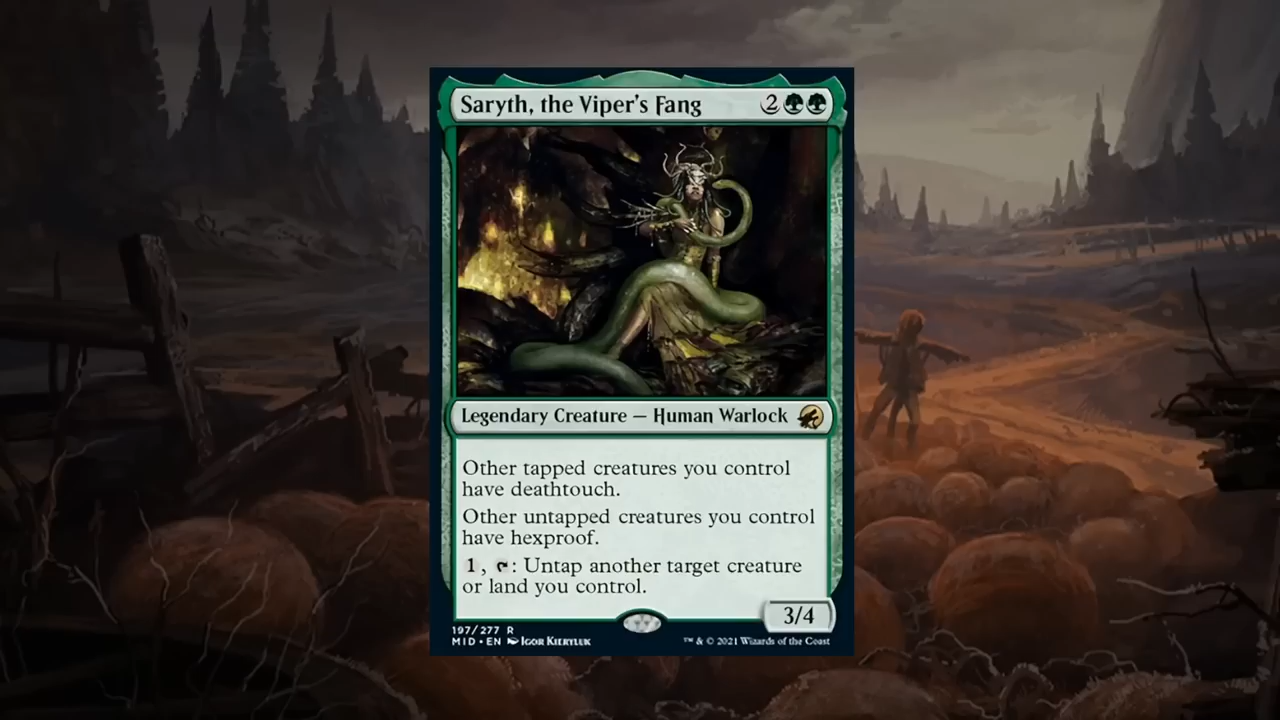 Saryth, the Viper's Fang 2
Legendary Creature — Human Warlock
Other tapped creatures you control
have deathtouch.
Other untapped creatures you control
have hexproof.
1, : Untap another target creature
or land you control.
3/4
197/277 R
MID • EN Igor Kieryluk
™ & © 2021 Wizards of the Coast